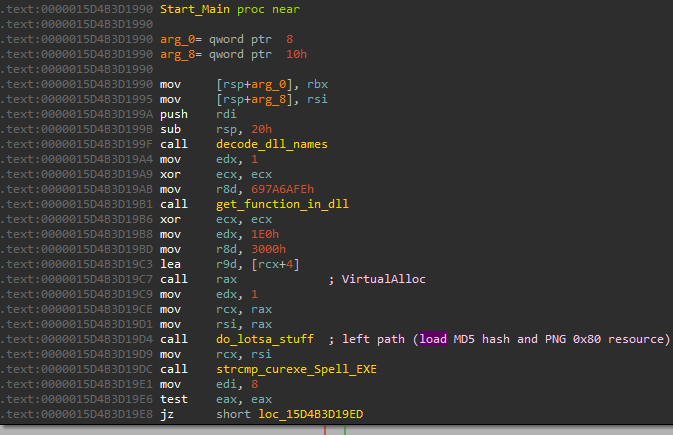 .text:0000015D4B3D1990 Start_Main proc near
.text:0000015D4B3D1990
.text:0000015D4B3D1990 arg_0= qword ptr  8
.text:0000015D4B3D1990 arg_8= qword ptr  10h
.text:0000015D4B3D1990
.text:0000015D4B3D1990 mov     [rsp+arg_0], rbx
.text:0000015D4B3D1995 mov     [rsp+arg_8], rsi
.text:0000015D4B3D199A push    rdi
.text:0000015D4B3D199B sub     rsp, 20h
.text:0000015D4B3D199F call    decode_dll_names
.text:0000015D4B3D19A4 mov     edx, 1
.text:0000015D4B3D19A9 xor     ecx, ecx
.text:0000015D4B3D19AB mov     r8d, 697A6AFEh
.text:0000015D4B3D19B1 call    get_function_in_dll
.text:0000015D4B3D19B6 xor     ecx, ecx
.text:0000015D4B3D19B8 mov     edx, 1E0h
.text:0000015D4B3D19BD mov     r8d, 3000h
.text:0000015D4B3D19C3 lea     r9d, [rcx+4]
.text:0000015D4B3D19C7 call    rax             ; VirtualAlloc
.text:0000015D4B3D19C9 mov     edx, 1
.text:0000015D4B3D19CE mov     rcx, rax
.text:0000015D4B3D19D1 mov     rsi, rax
.text:0000015D4B3D19D4 call    do_lotsa_stuff  ; left path (load MD5 hash and PNG 0x80 resource)
.text:0000015D4B3D19D9 mov     rcx, rsi
.text:0000015D4B3D19DC call    strcmp_curexe_Spell_EXE
.text:0000015D4B3D19E1 mov     edi, 8
.text:0000015D4B3D19E6 test    eax, eax
.text:0000015D4B3D19E8 jz      short loc_15D4B3D19ED